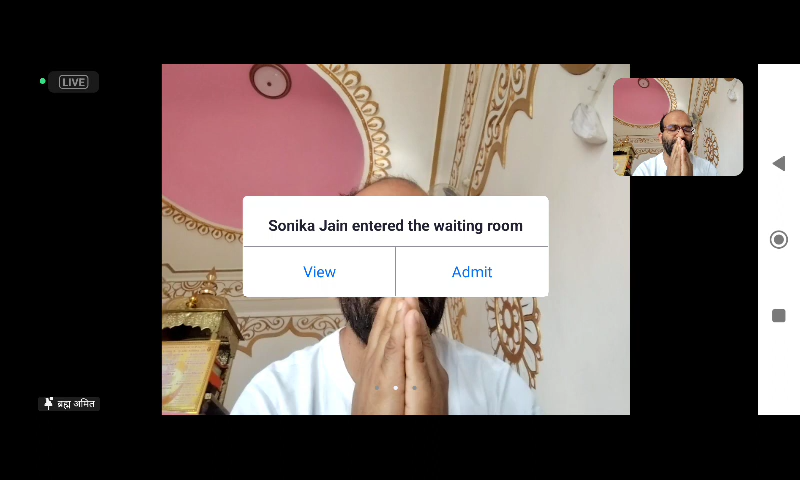 LIVE
Sonika Jain entered the waiting room
View
Admit
ब्रह्म अमित